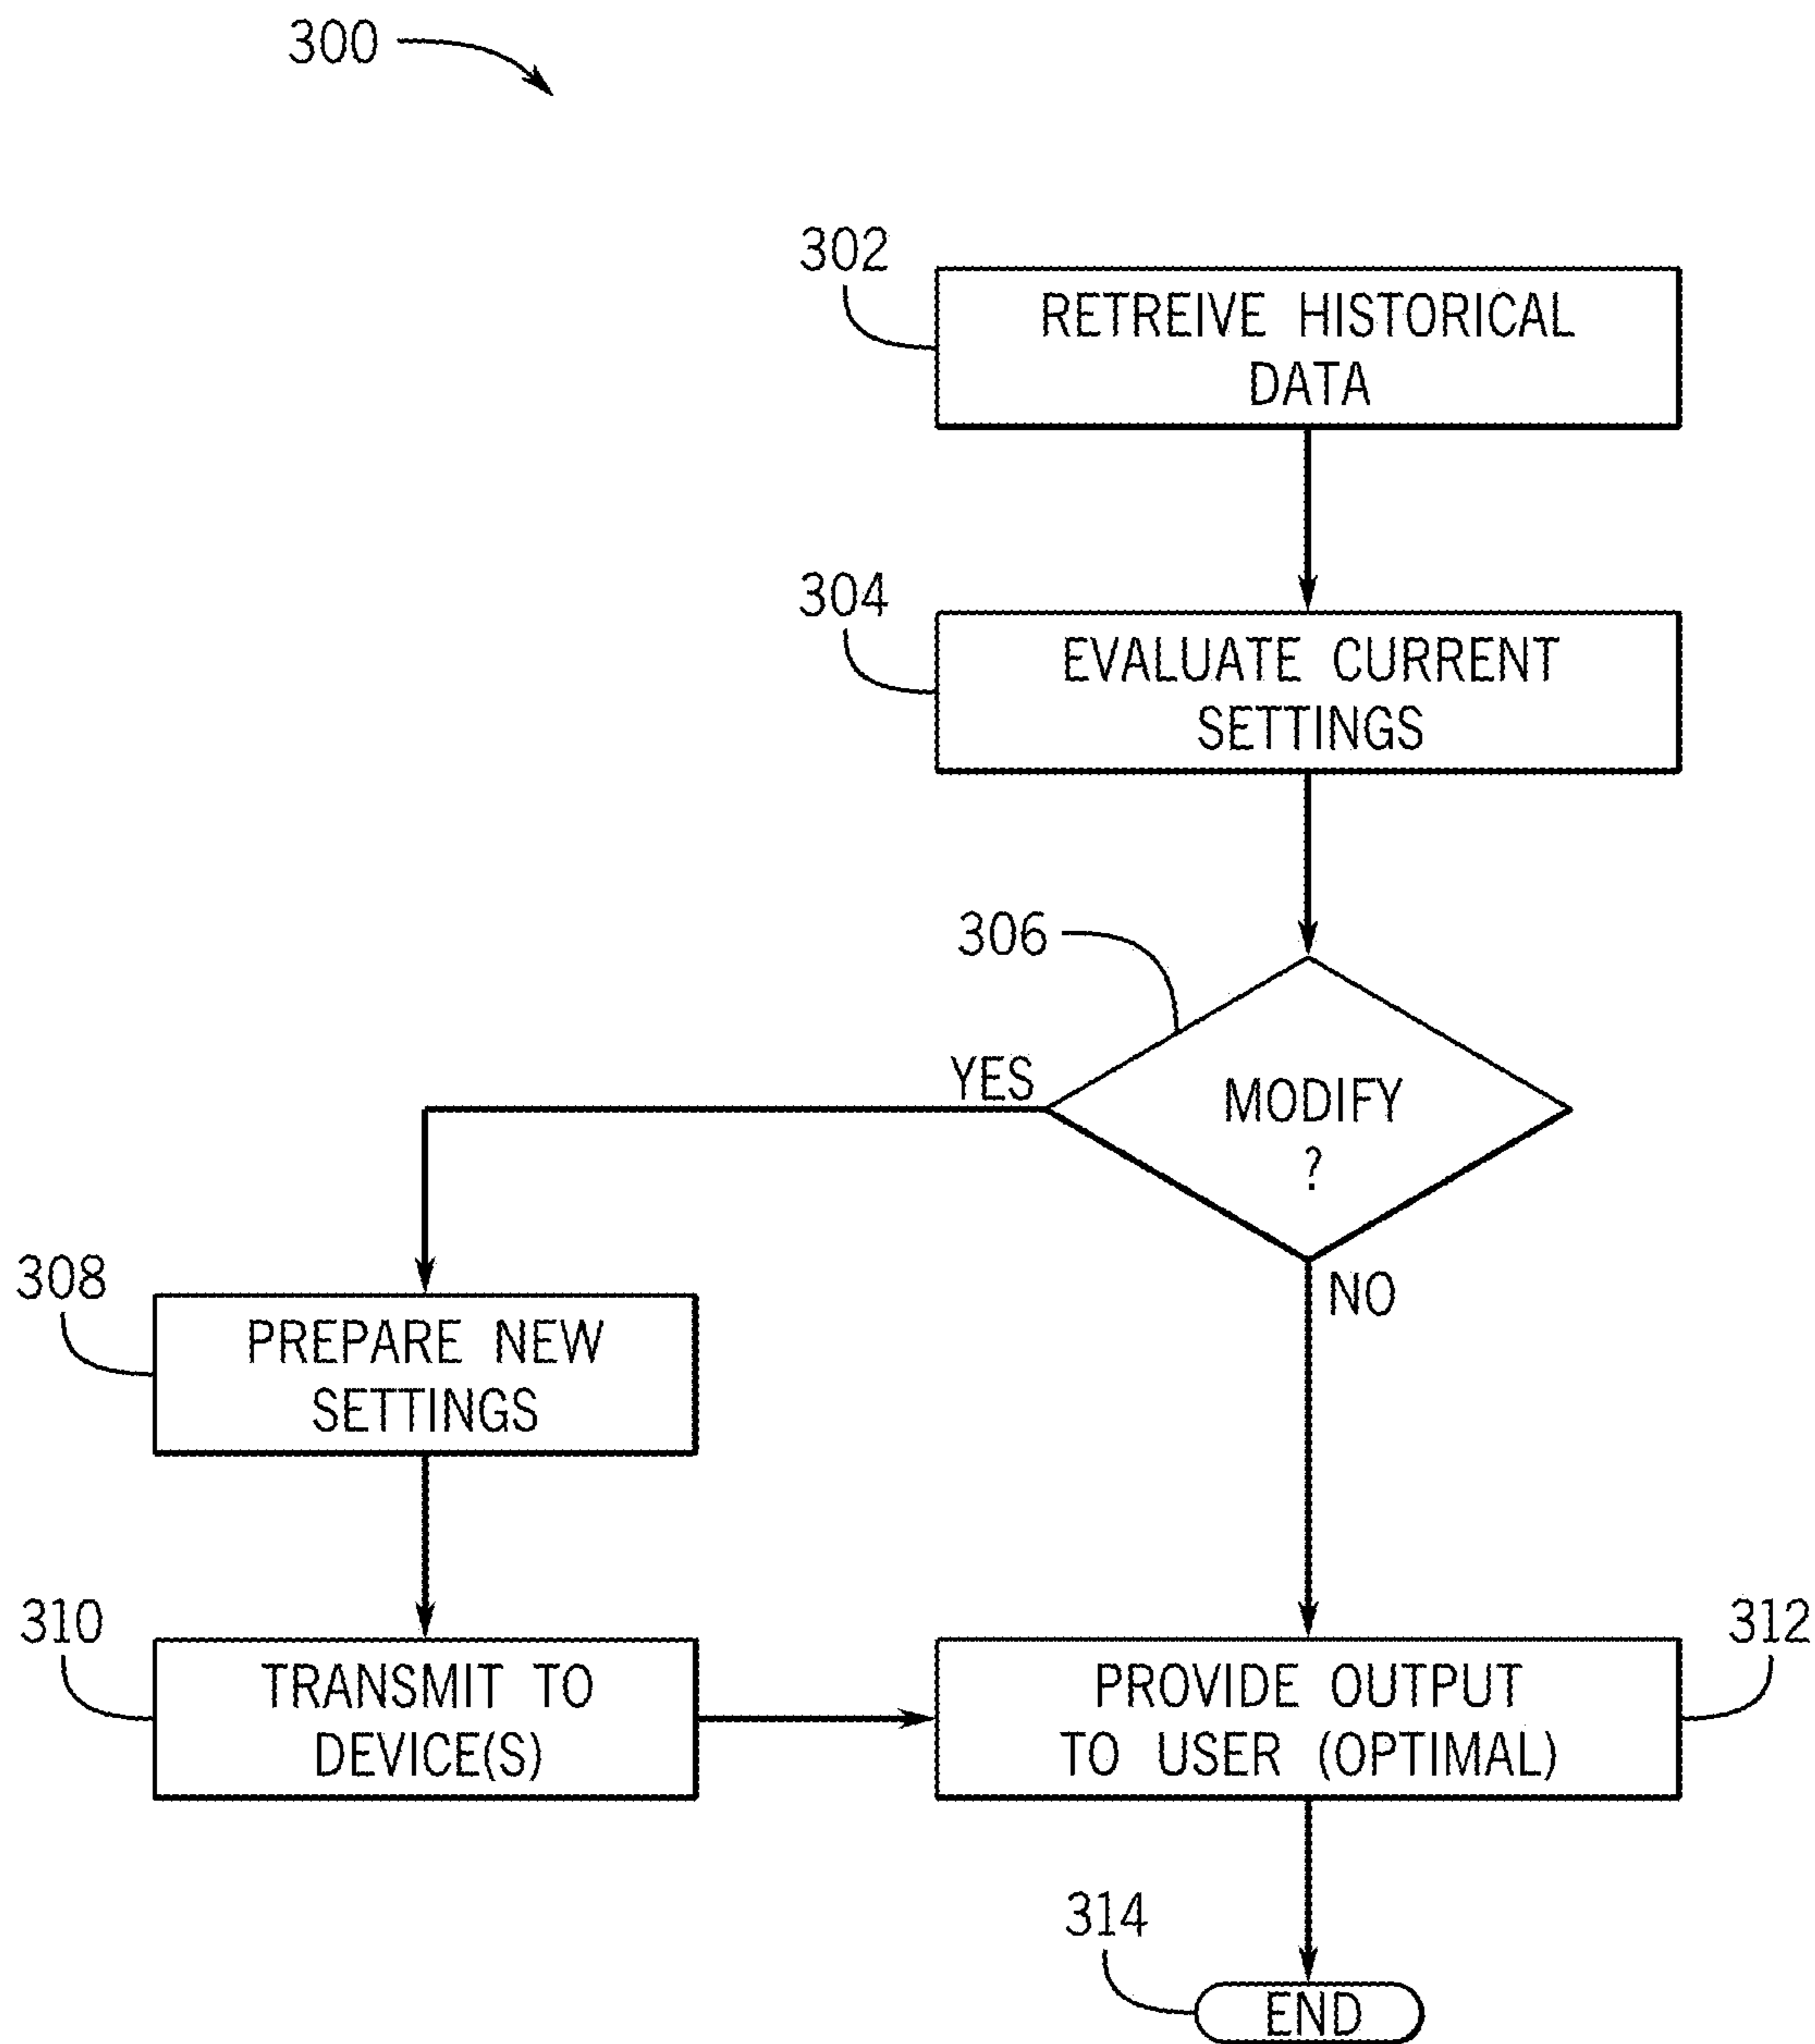 300
302
RETREIVE HISTORICAL
DATA
304
EVALUATE CURRENT
SETTINGS
306
YES
MODIFY
?
NO
308
PREPARE NEW
SETTINGS
310
TRANSMIT TO
DEVICE(S)
312
PROVIDE OUTPUT
TO USER (OPTIMAL)
314
END